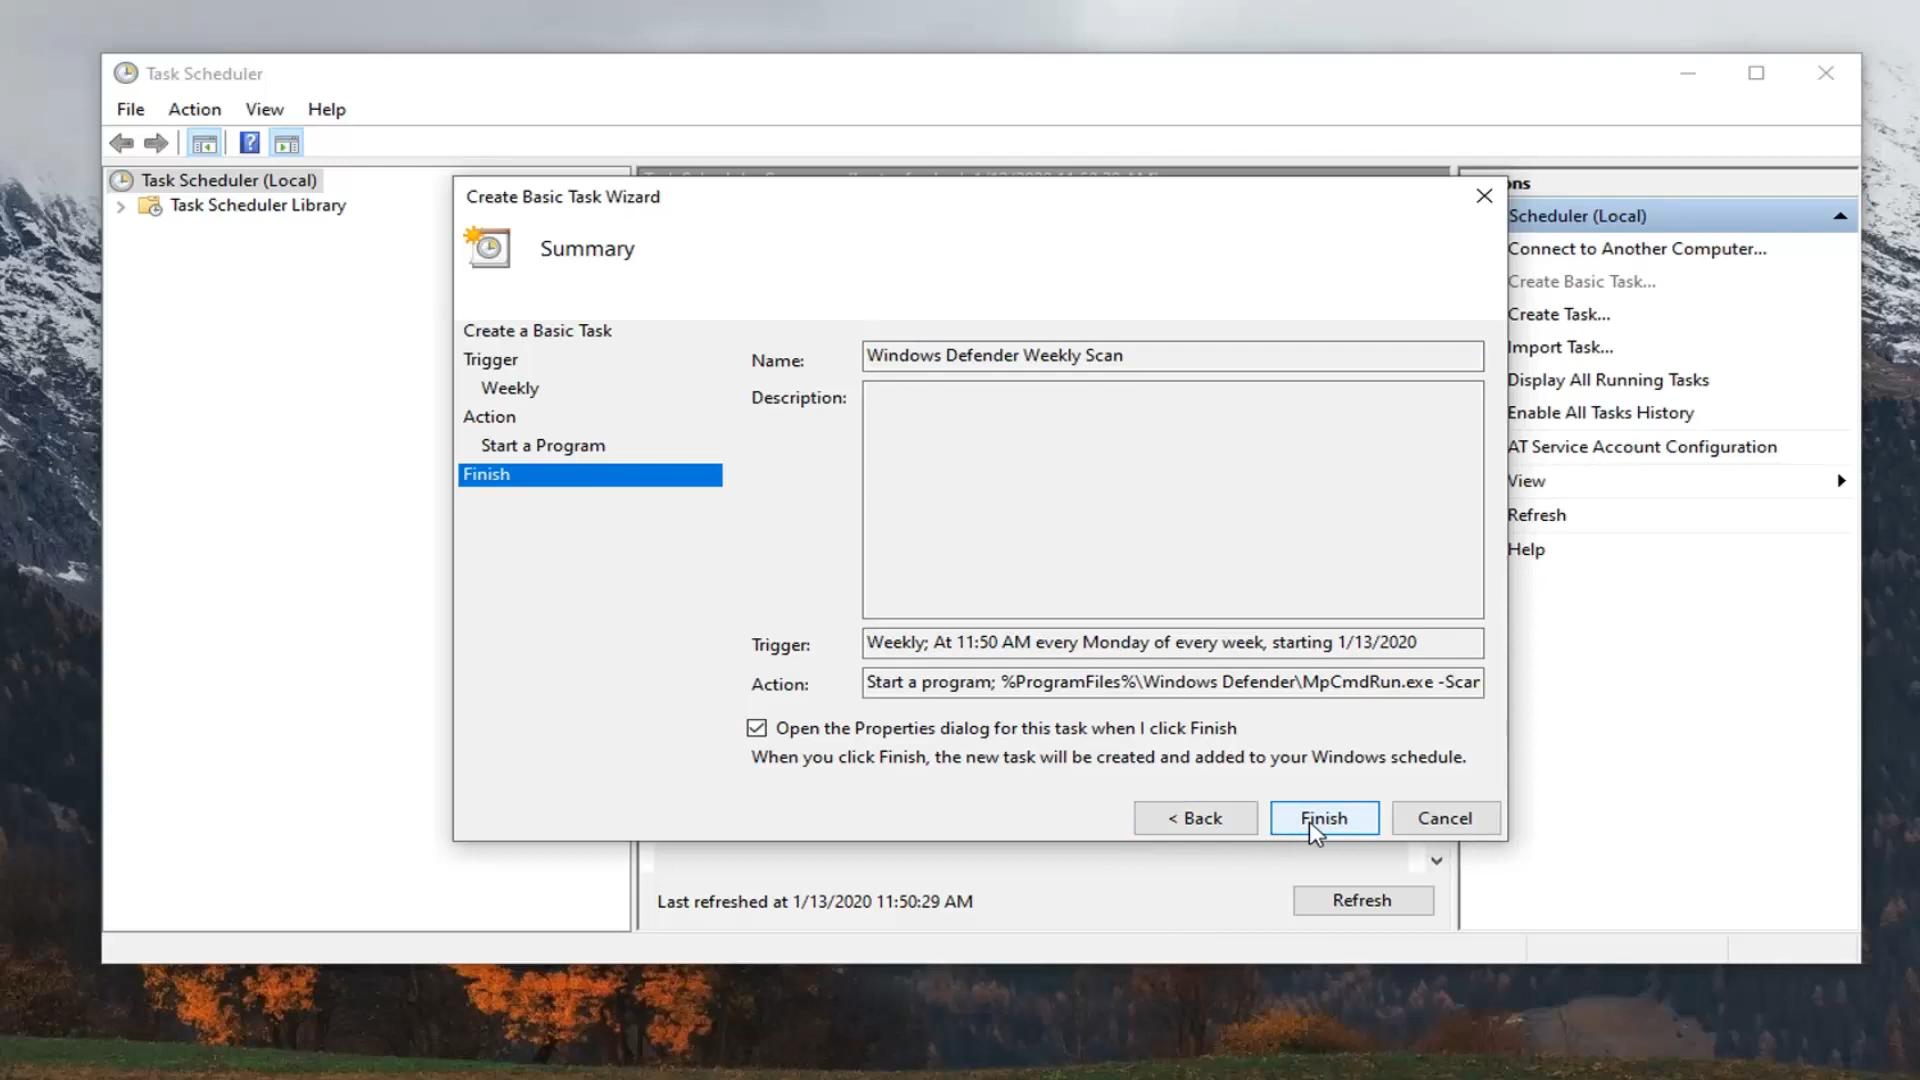 Task Scheduler
File Action View Help
Task Scheduler (Local)
Task Scheduler Library
Create Basic Task Wizard
Summary
Create a Basic Task
Trigger
Weekly
Action
Start a Program
Finish
Name: Windows Defender Weekly Scan
Description:
Trigger: Weekly; At 11:50 AM every Monday of every week, starting 1/13/2020
Action: Start a program; %ProgramFiles%\Windows Defender\MpCmdRun.exe -Scan
Open the Properties dialog for this task when I click Finish
When you click Finish, the new task will be created and added to your Windows schedule.
< Back Finish Cancel
Last refreshed at 1/13/2020 11:50:29 AM
Refresh
ons
Scheduler (Local)
Connect to Another Computer...
Create Basic Task...
Create Task...
Import Task...
Display All Running Tasks
Enable All Tasks History
AT Service Account Configuration
View
Refresh
Help